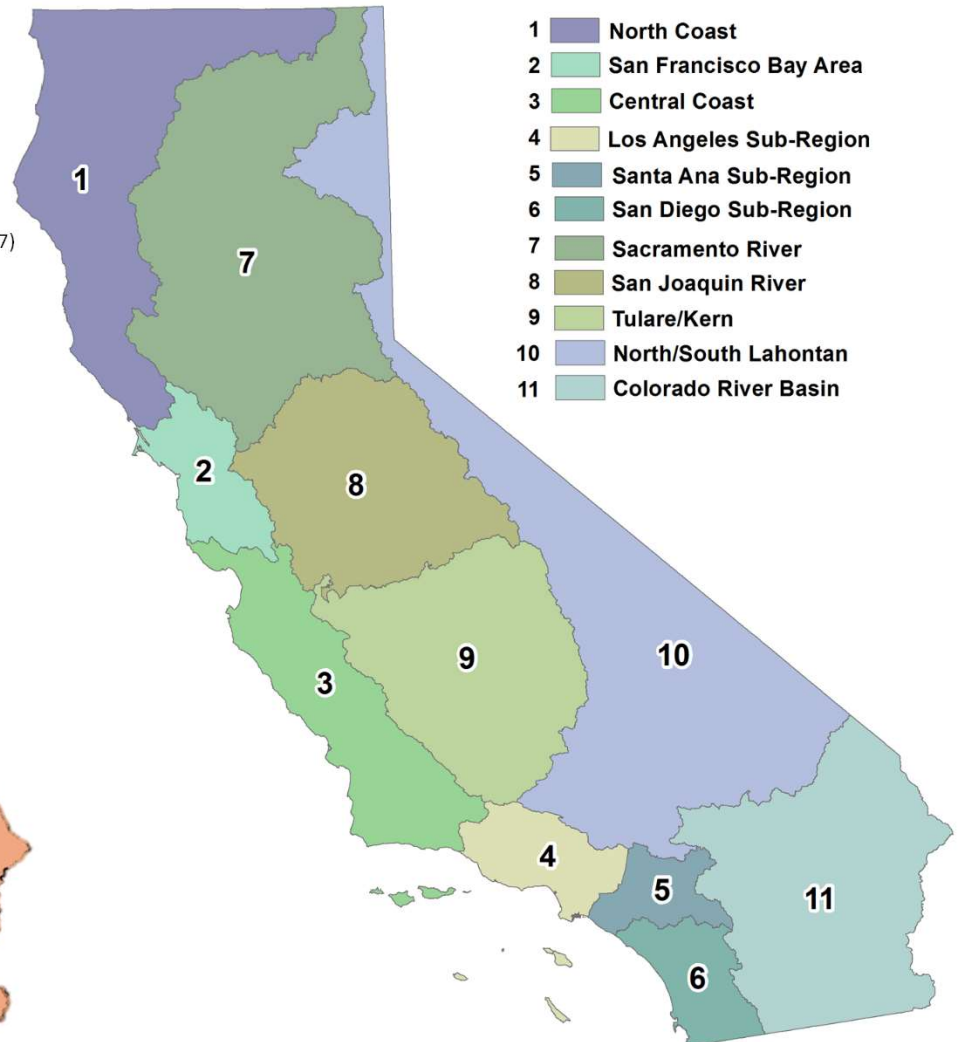 1 North Coast
2 San Francisco Bay Area
3 Central Coast
4 Los Angeles Sub-Region
5 Santa Ana Sub-Region
6 San Diego Sub-Region
7 Sacramento River
8 San Joaquin River
9 Tulare/Kern
10 North/South Lahontan
11 Colorado River Basin
1
7)
7
2
8
3
9
10
4
5
11
6